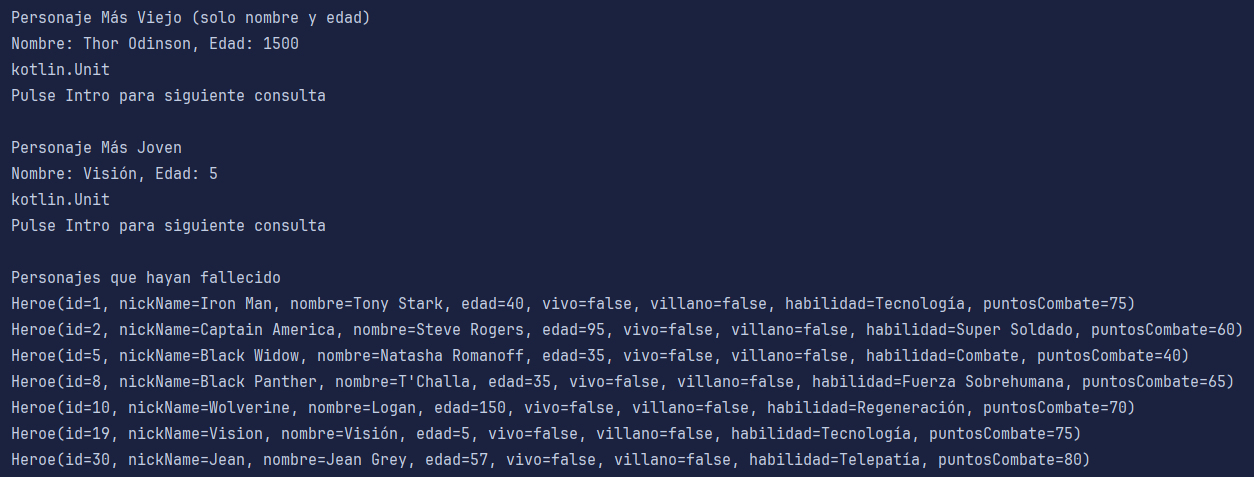 Personaje Más Viejo (solo nombre y edad)
Nombre: Thor Odinson, Edad: 1500
kotlin.Unit
Pulse Intro para siguiente consulta
Personaje Más Joven
Nombre: Visión, Edad: 5
kotlin.Unit
Pulse Intro para siguiente consulta
Personajes que hayan fallecido
Heroe(id=1, nickName=Iron Man, nombre=Tony Stark, edad=40, vivo=false, villano=false, habilidad=Tecnología, puntosCombate=75)
Heroe(id=2, nickName=Captain America, nombre=Steve Rogers, edad=95, vivo=false, villano=false, habilidad=Super Soldado, puntosCombate=60)
Heroe(id=5, nickName=Black Widow, nombre=Natasha Romanoff, edad=35, vivo=false, villano=false, habilidad=Combate, puntosCombate=40)
Heroe(id=8, nickName=Black Panther, nombre=T'Challa, edad=35, vivo=false, villano=false, habilidad=Fuerza Sobrehumana, puntosCombate=65)
Heroe(id=10, nickName=Wolverine, nombre=Logan, edad=150, vivo=false, villano=false, habilidad=Regeneración, puntosCombate=70)
Heroe(id=19, nickName=Vision, nombre=Visión, edad=5, vivo=false, villano=false, habilidad=Tecnología, puntosCombate=75)
Heroe(id=30, nickName=Jean, nombre=Jean Grey, edad=57, vivo=false, villano=false, habilidad=Telepatía, puntosCombate=80)